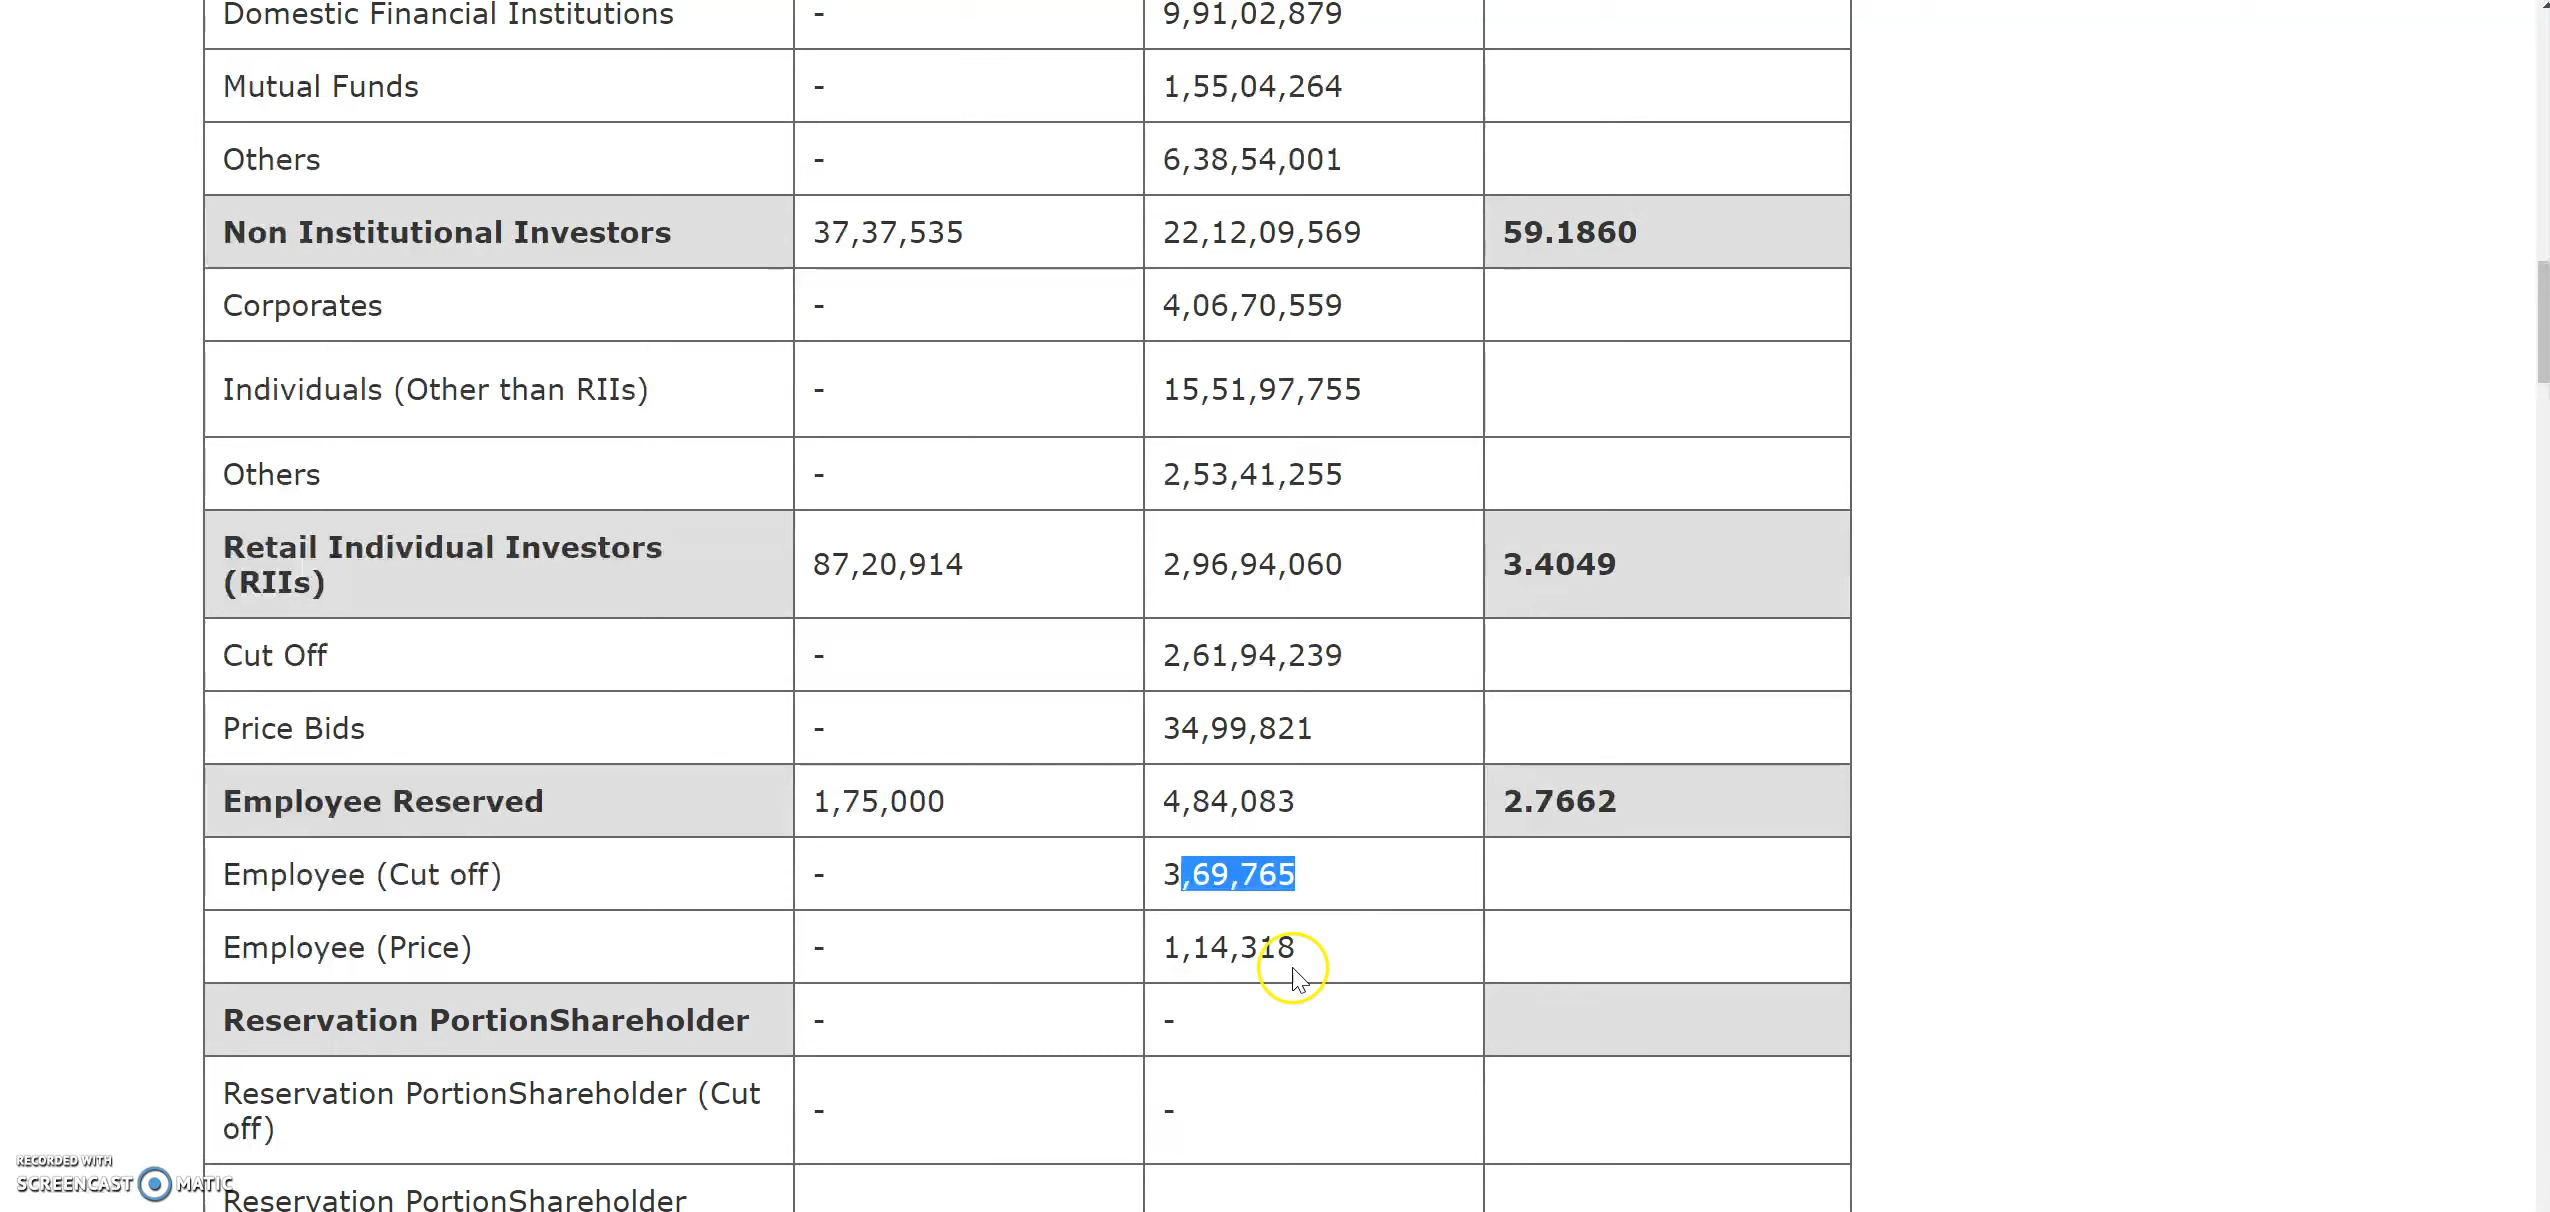 Domestic Financial Institutions - 9,91,02,879
Mutual Funds - 1,55,04,264
Others - 6,38,54,001
Non Institutional Investors 37,37,535 22,12,09,569 59.1860
Corporates - 4,06,70,559
Individuals (Other than RIIs) - 15,51,97,755
Others - 2,53,41,255
Retail Individual Investors
(RIIs) 87,20,914 2,96,94,060 3.4049
Cut Off - 2,61,94,239
Price Bids - 34,99,821
Employee Reserved 1,75,000 4,84,083 2.7662
Employee (Cut off) - 3,69,765
Employee (Price) - 1,14,318
Reservation PortionShareholder - -
Reservation PortionShareholder (Cut
off) - -
RECORDED WITH
SCREENCAST MATIC
Reservation PortionShareholder